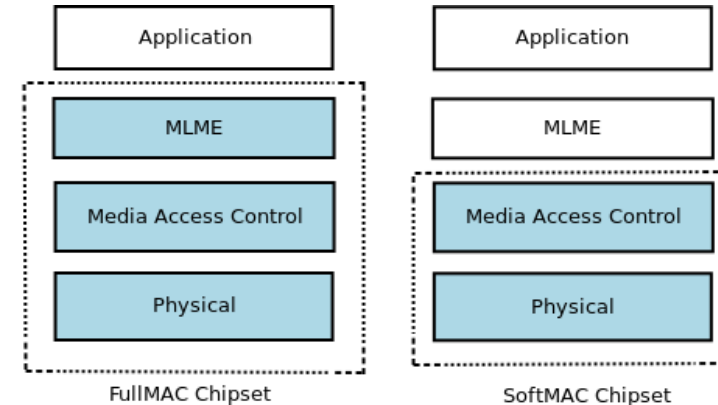 Application
MLME
Media Access Control
Physical
FullMAC Chipset
Application
MLME
Media Access Control
Physical
SoftMAC Chipset